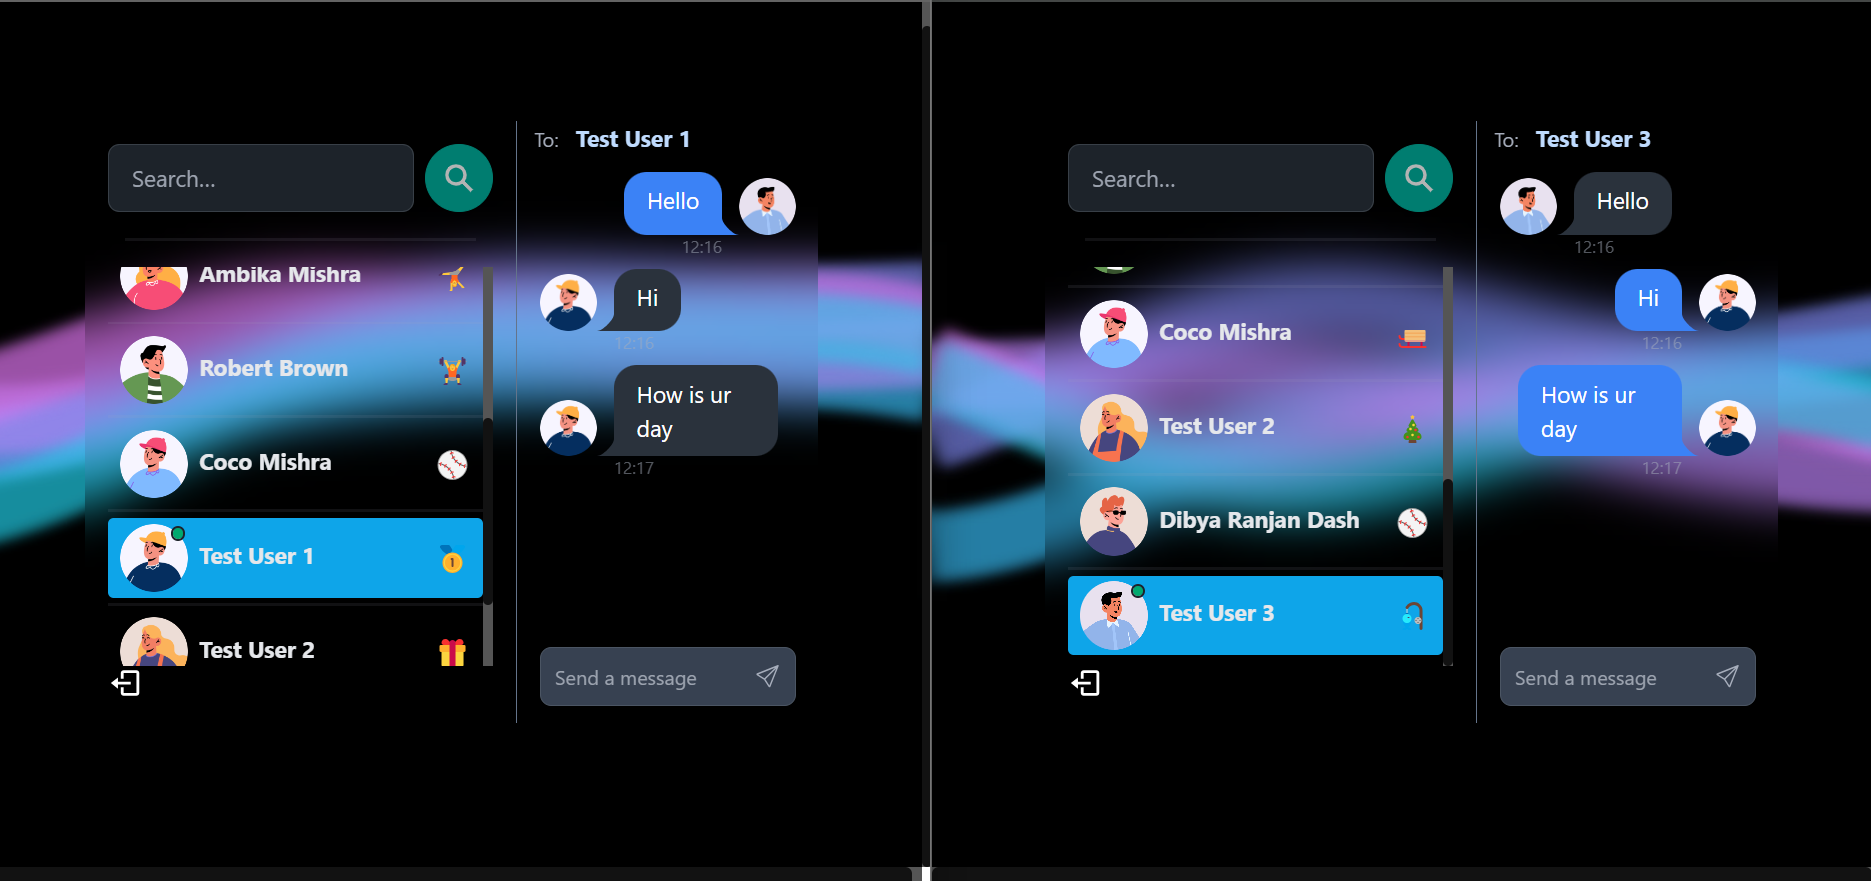 Search...
Ambika Mishra
Robert Brown
Coco Mishra
Test User 1
1
Test User 2
To: Test User 1
Hello
12:16
Hi
12:16
How is ur
day
12:17
Send a message
Search...
Coco Mishra
Test User 2
Dibya Ranjan Dash
Test User 3
To: Test User 3
Hello
12:16
Hi
12:16
How is ur
day
12:17
Send a message